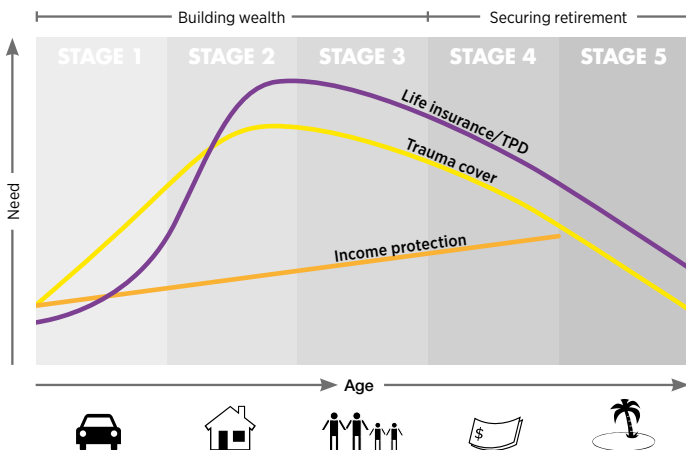 Building wealth
Securing retirement
STAGE 1
STAGE 2
STAGE 3
STAGE 4
STAGE 5
Life insurance/TPD
Trauma cover
Income protection
Need
Age
$